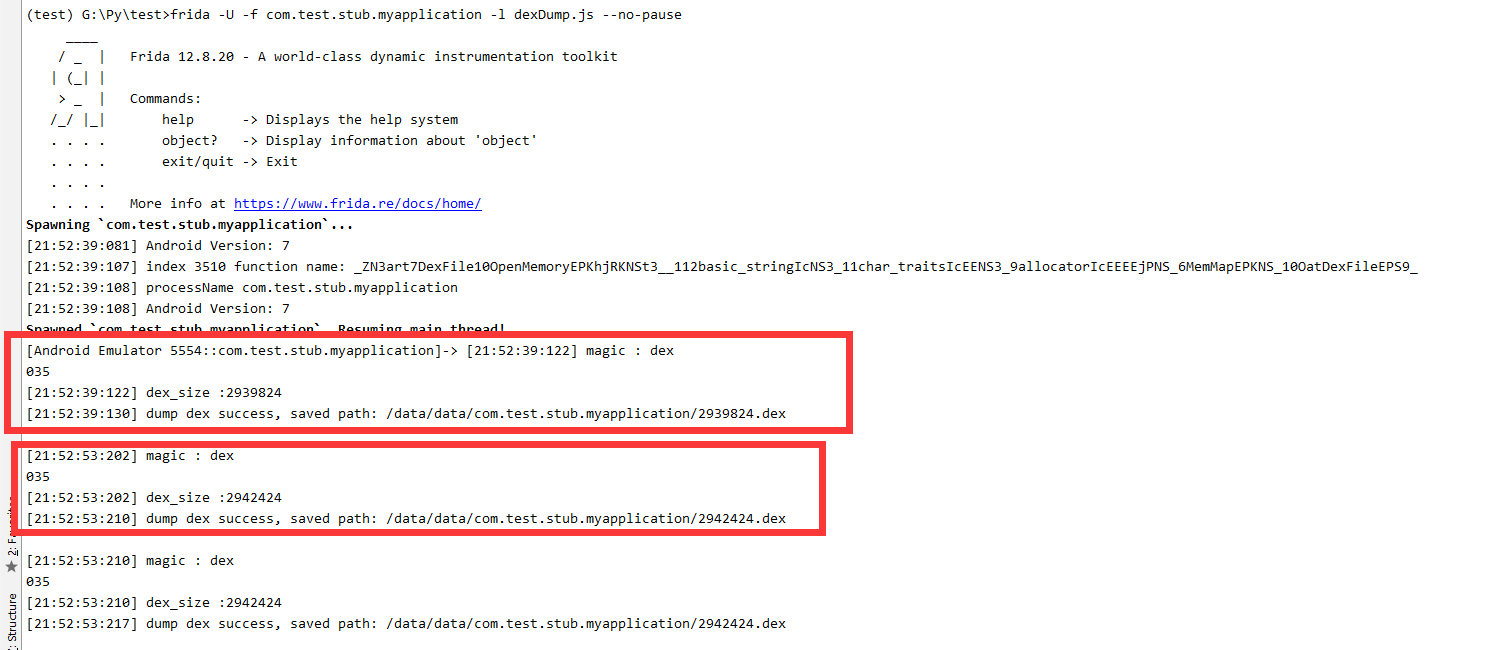 (test) G:\Py\test>frida -U -f com.test.stub.myapplication -l dexDump.js --no-pause
     ____
    / _  |   Frida 12.8.20 - A world-class dynamic instrumentation toolkit
   | (_| |
    > _  |   Commands:
   /_/ |_|       help      -> Displays the help system
   . . . .       object?   -> Display information about 'object'
   . . . .       exit/quit -> Exit
   . . . .
   . . . .   More info at https://www.frida.re/docs/home/
Spawning `com.test.stub.myapplication`...
[21:52:39:081] Android Version: 7
[21:52:39:107] index 3510 function name: _ZN3art7DexFile10OpenMemoryEPKhjRKNSt3__112basic_stringIcNS3_11char_traitsIcEENS3_9allocatorIcEEEEjPNS_6MemMapEPKNS_10OatDexFileEPS9_
[21:52:39:108] processName com.test.stub.myapplication
[21:52:39:108] Android Version: 7
Spawned `com.test.stub.myapplication`. Resuming main thread!
[Android Emulator 5554::com.test.stub.myapplication]-> [21:52:39:122] magic : dex
035
[21:52:39:122] dex_size :2939824
[21:52:39:130] dump dex success, saved path: /data/data/com.test.stub.myapplication/2939824.dex
[21:52:53:202] magic : dex
035
[21:52:53:202] dex_size :2942424
[21:52:53:210] dump dex success, saved path: /data/data/com.test.stub.myapplication/2942424.dex
[21:52:53:210] magic : dex
035
[21:52:53:210] dex_size :2942424
[21:52:53:217] dump dex success, saved path: /data/data/com.test.stub.myapplication/2942424.dex
2: Favorites
Structure